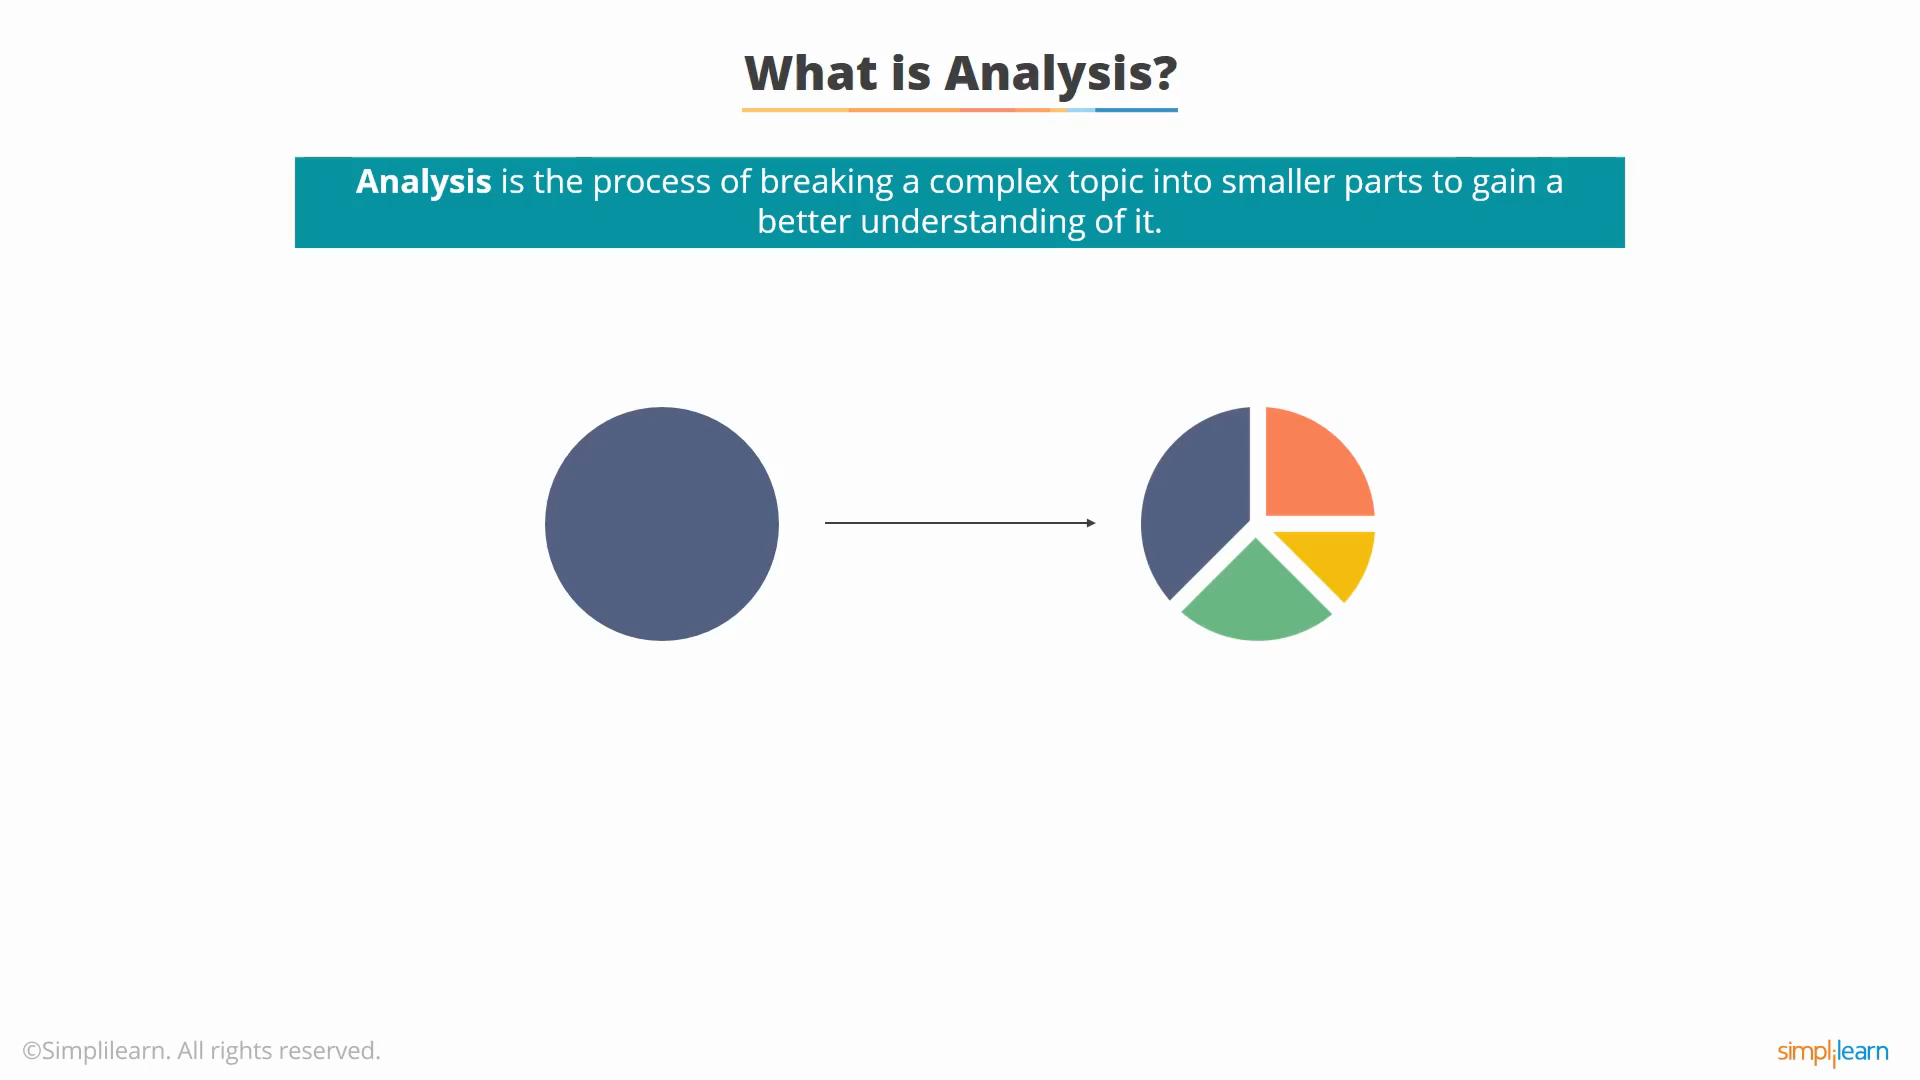 What is Analysis?
Analysis is the process of breaking a complex topic into smaller parts to gain a
better understanding of it.
©Simplilearn. All rights reserved.
simplilearn